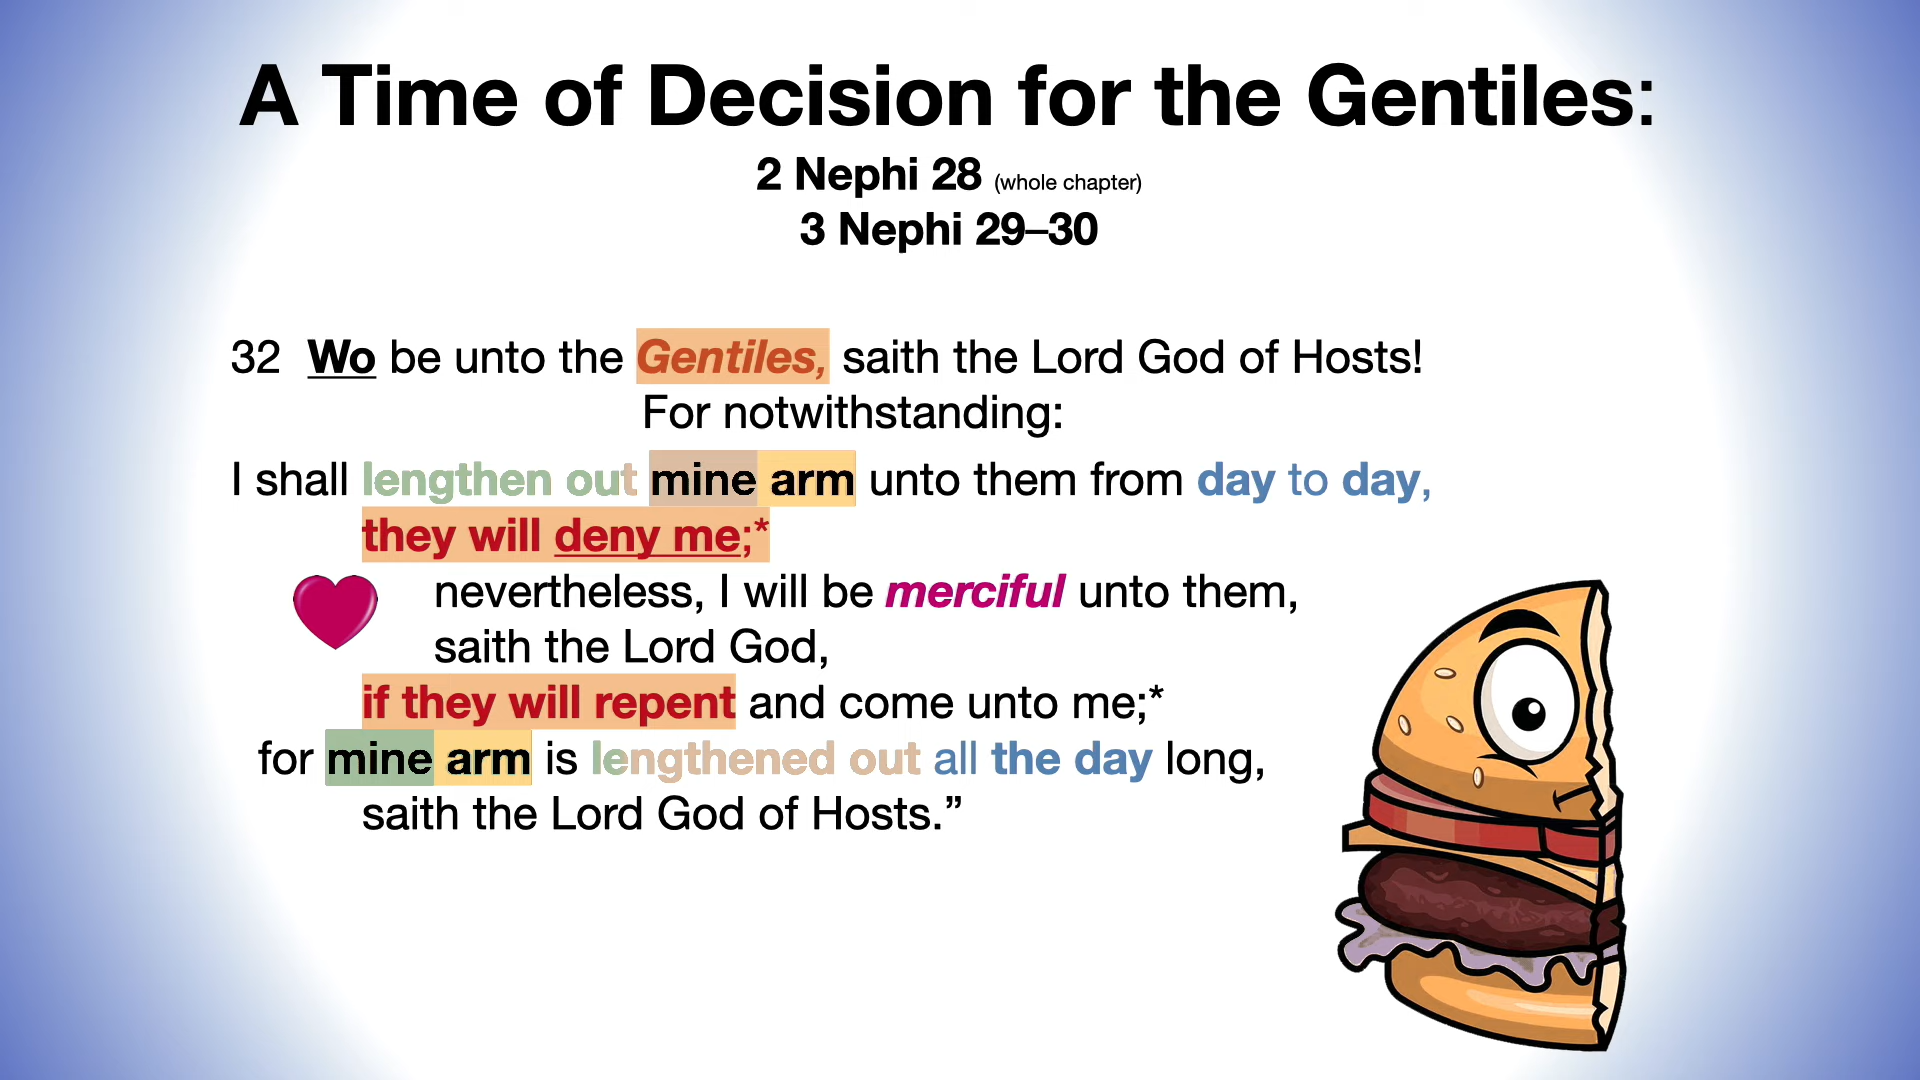 A Time of Decision for the Gentiles:
2 Nephi 28 (whole chapter)
3 Nephi 29–30
32 Wo be unto the Gentiles, saith the Lord God of Hosts!
For notwithstanding:
I shall lengthen out mine arm unto them from day to day,
they will deny me;*
nevertheless, I will be merciful unto them,
saith the Lord God,
if they will repent and come unto me;*
for mine arm is lengthened out all the day long,
saith the Lord God of Hosts.”